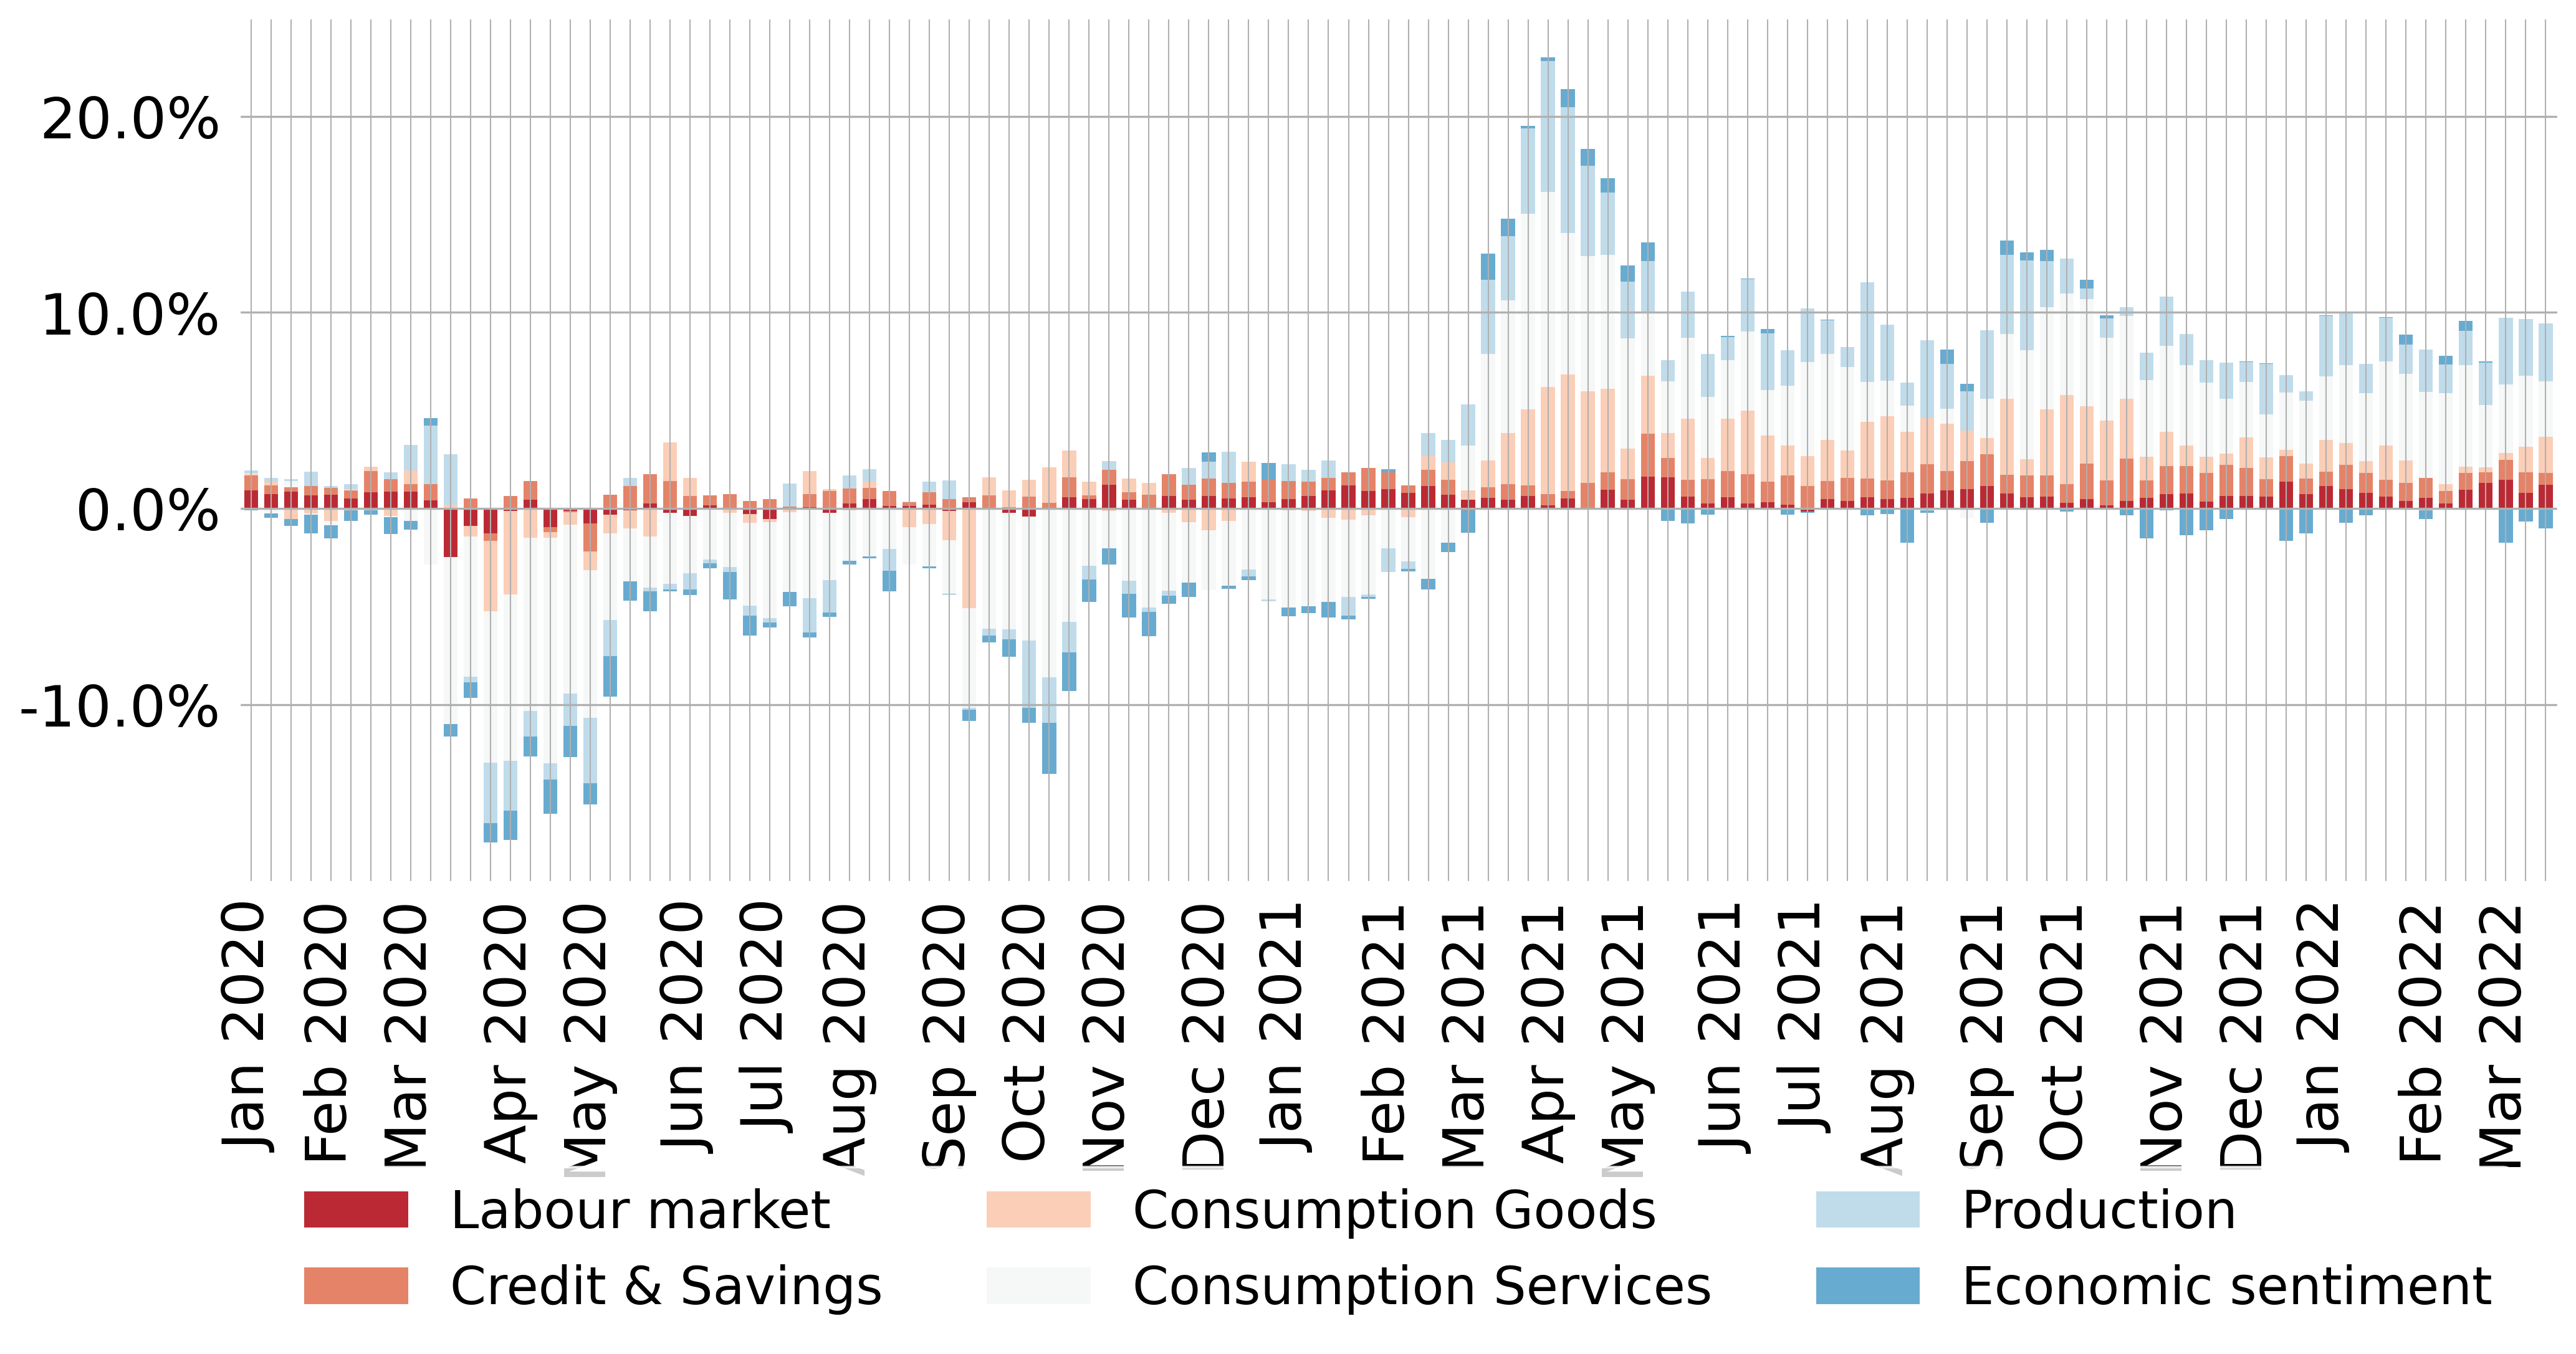 20.0%
10.0%
0.0%
-10.0%
Jan 2020
Feb 2020
Mar 2020
Apr 2020
May 2020
Jun 2020
Jul 2020
Aug 2020
Sep 2020
Oct 2020
Nov 2020
Dec 2020
Jan 2021
Feb 2021
Mar 2021
Apr 2021
May 2021
Jun 2021
Jul 2021
Aug 2021
Sep 2021
Oct 2021
Nov 2021
Dec 2021
Jan 2022
Feb 2022
Mar 2022
Labour market
Credit & Savings
Consumption Goods
Consumption Services
Production
Economic sentiment